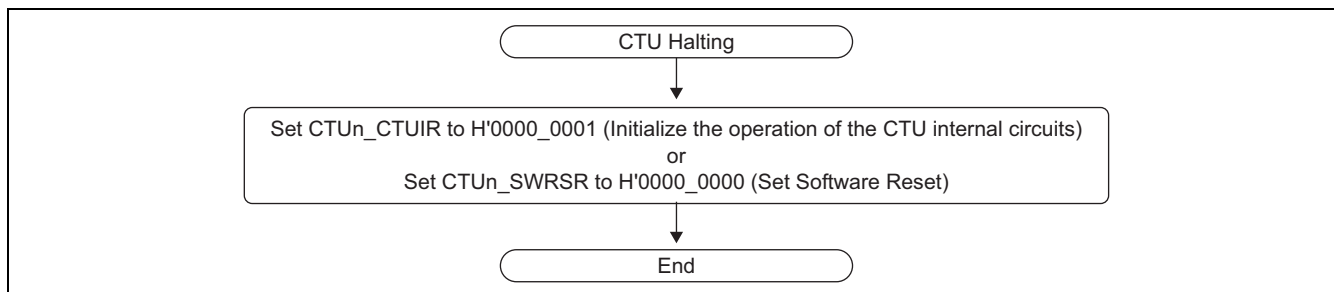 CTU Halting
Set CTUn_CTUIR to H'0000_0001 (Initialize the operation of the CTU internal circuits)
or
Set CTUn_SWRSR to H'0000_0000 (Set Software Reset)
End